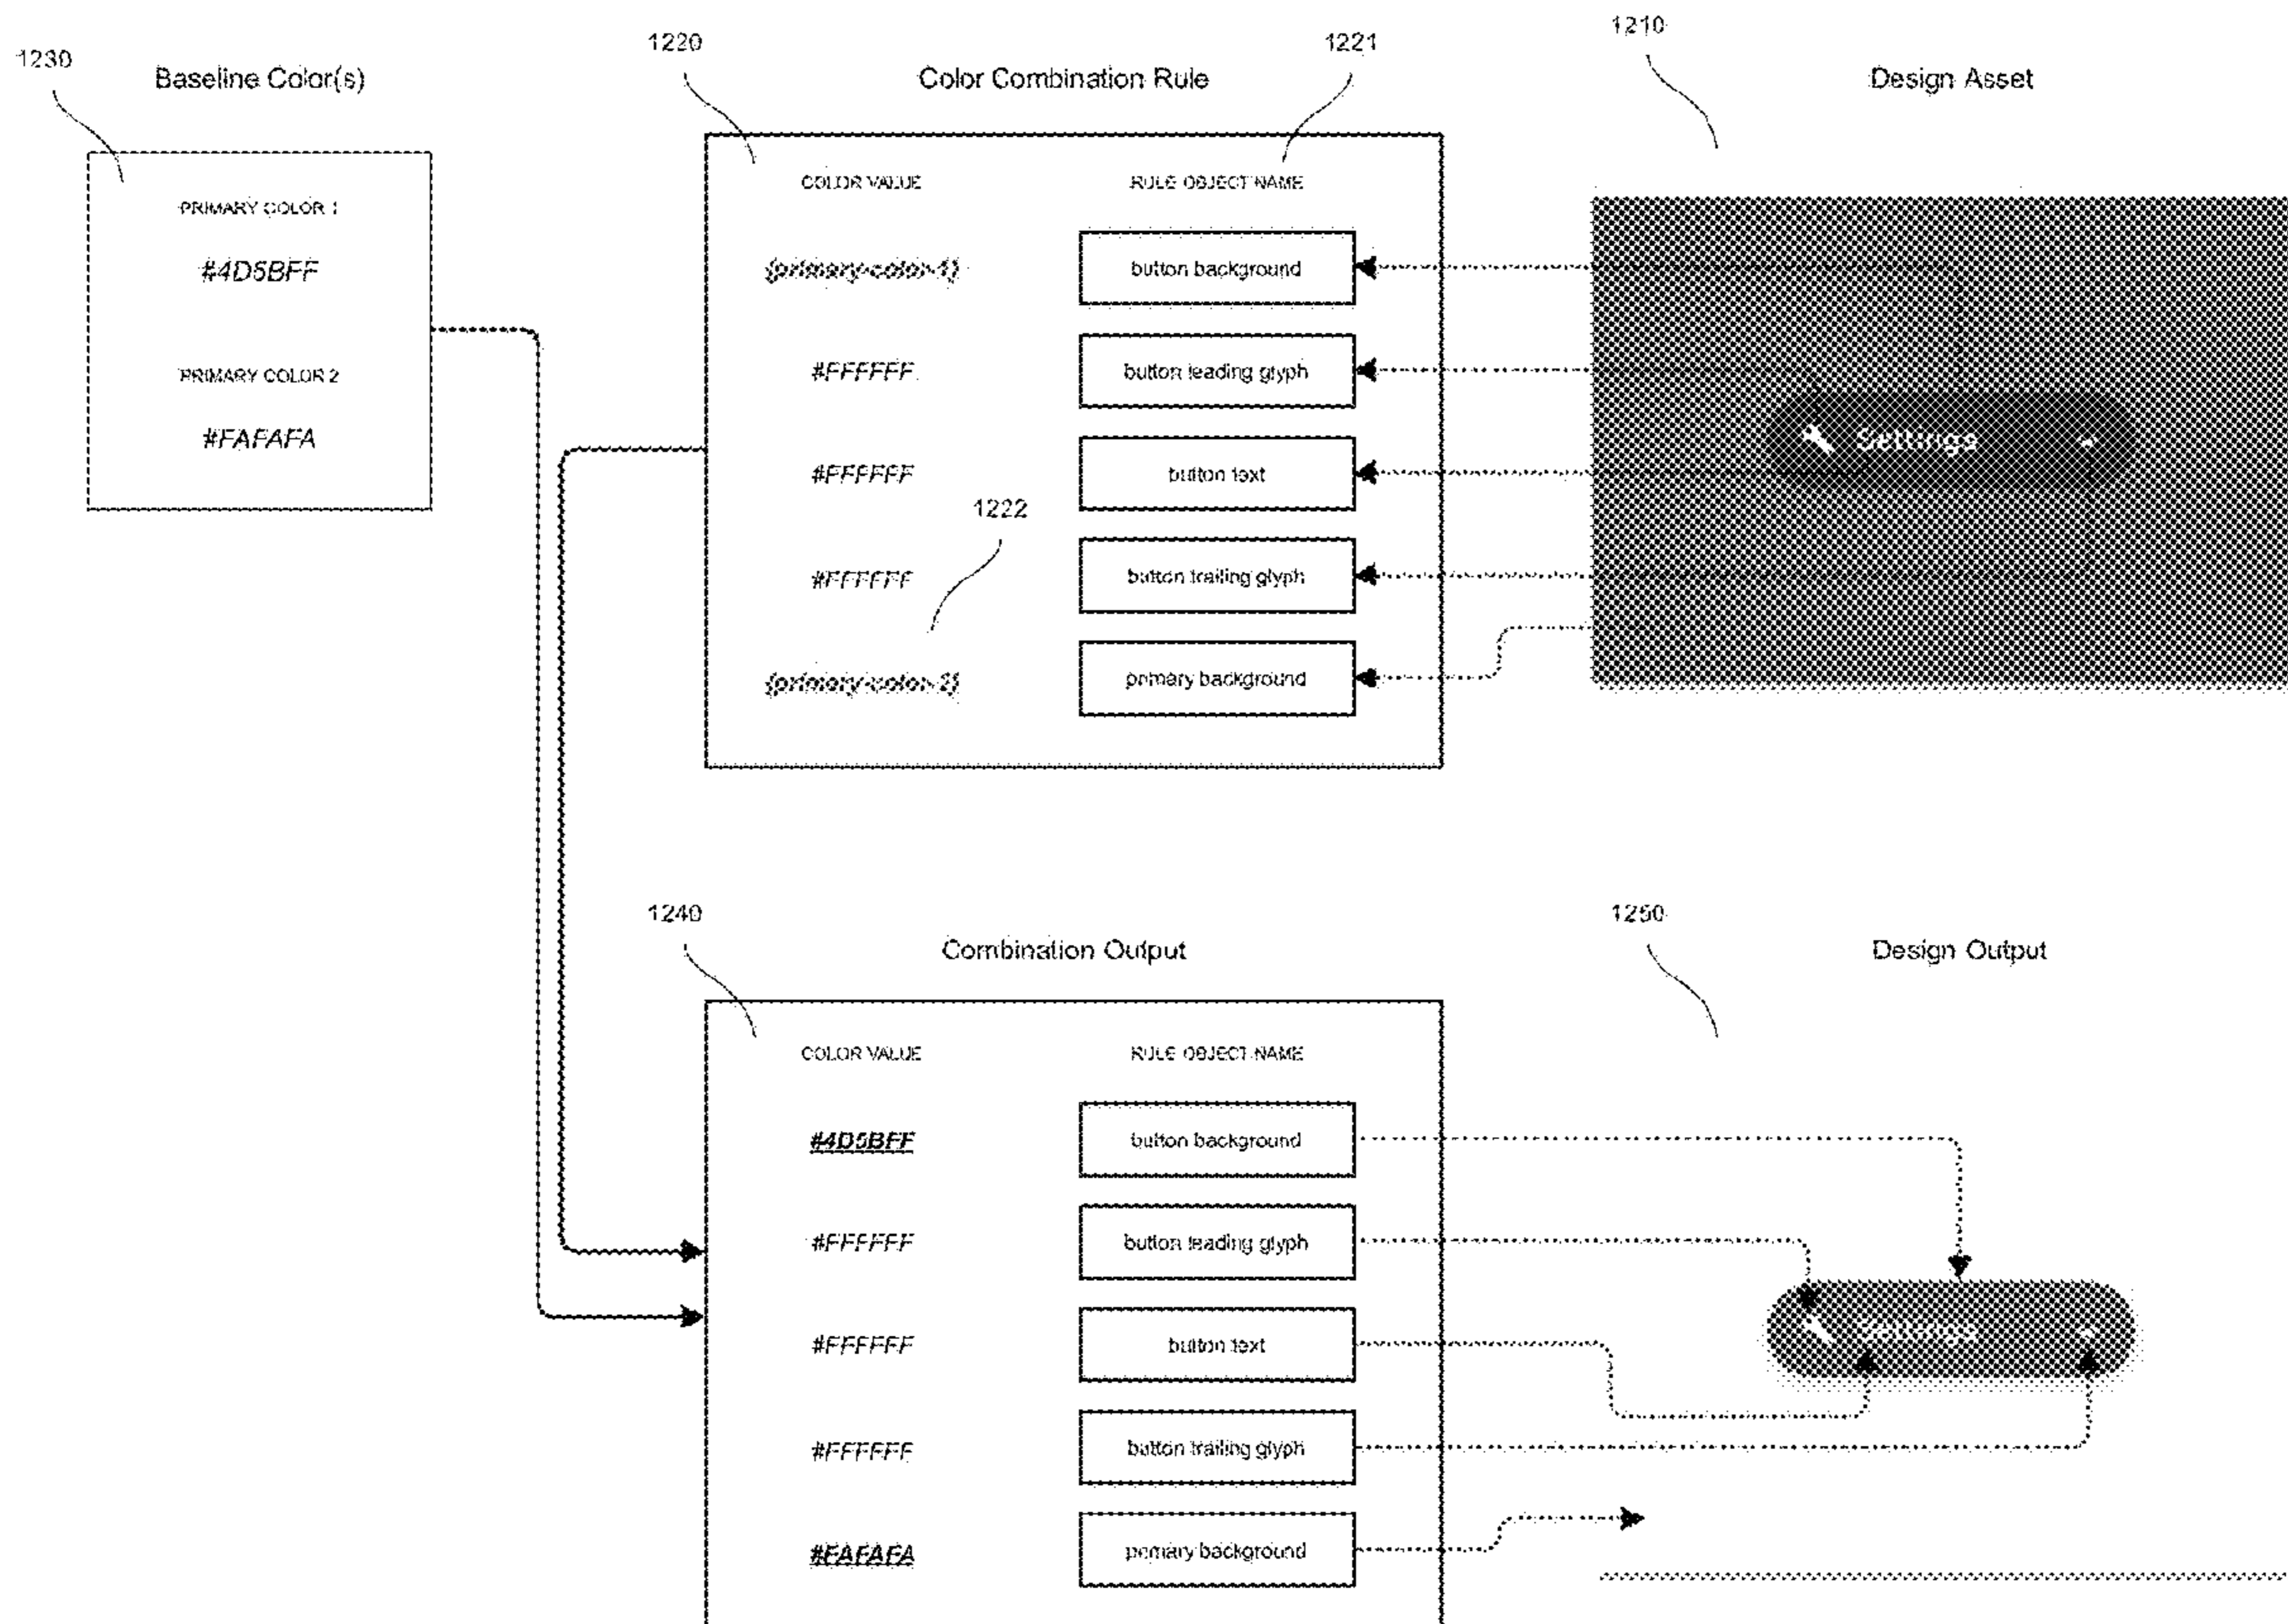 1230
Baseline Color(s)
PRIMARY COLOR 1
#4D5BFF
PRIMARY COLOR 2
#FAFAFA
1220
Color Combination Rule
1221
COLOR VALUE
RULE OBJECT NAME
{primary-color-1}
button background
#FFFFFF
button leading glyph
#FFFFFF
button text
1222
#FFFFFF
button trailing glyph
{primary-color-2}
primary background
1210
Design Asset
Settings
1240
Combination Output
COLOR VALUE
RULE OBJECT NAME
#4D5BFF
button background
#FFFFFF
button leading glyph
#FFFFFF
button text
#FFFFFF
button trailing glyph
#FAFAFA
primary background
1250
Design Output
Settings